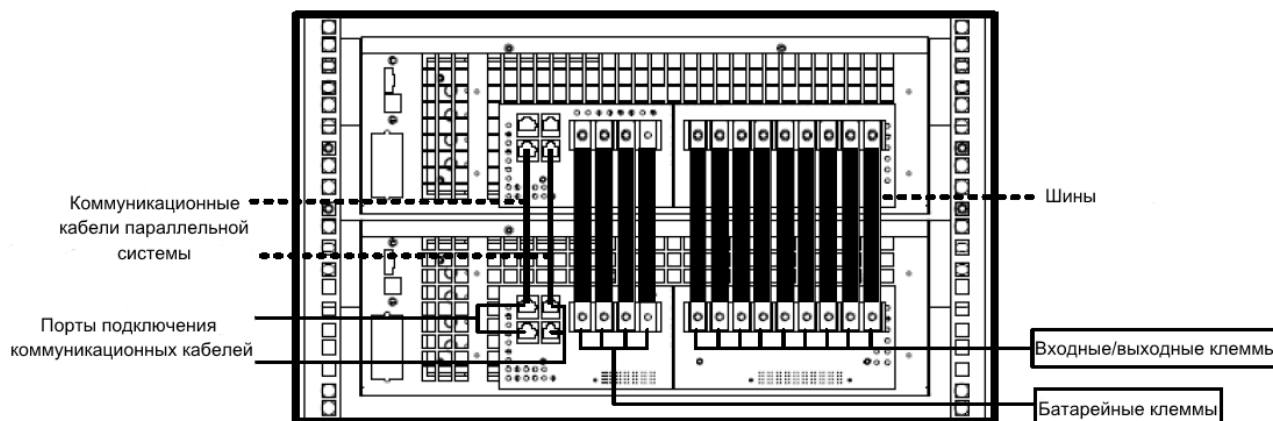 Коммуникационные
кабели параллельной
системы
Шины
Порты подключения
коммуникационных кабелей
Входные/выходные клеммы
Батарейные клеммы